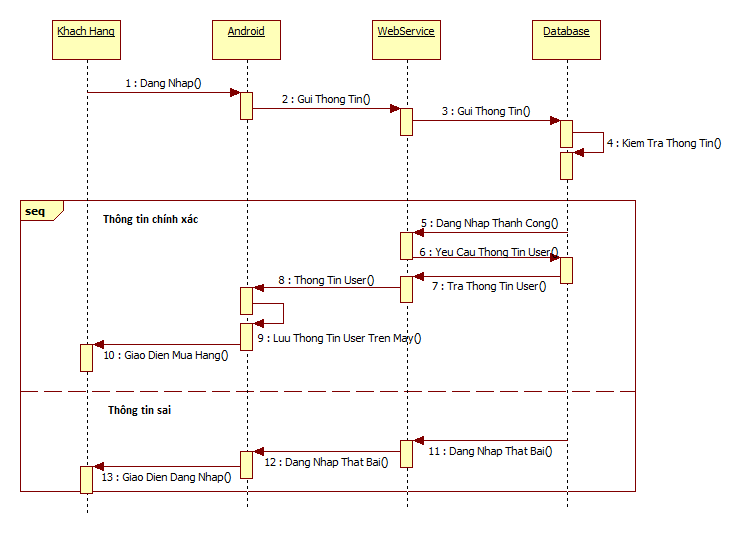 Khach Hang
Android
WebService
Database
1 : Dang Nhap()
2 : Gui Thong Tin()
3 : Gui Thong Tin()
4 : Kiem Tra Thong Tin()
seq
Thông tin chính xác
5 : Dang Nhap Thanh Cong()
6 : Yeu Cau Thong Tin User()
7 : Tra Thong Tin User()
8 : Thong Tin User()
9 : Luu Thong Tin User Tren May()
10 : Giao Dien Mua Hang()
Thông tin sai
11 : Dang Nhap That Bai()
12 : Dang Nhap That Bai()
13 : Giao Dien Dang Nhap()